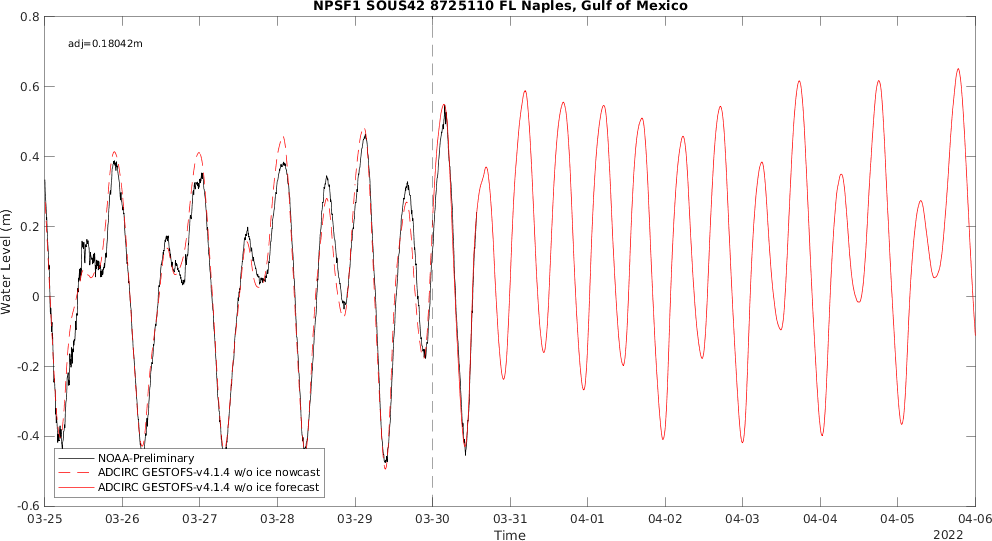 NPSF1 SOUS42 8725110 FL Naples, Gulf of Mexico
adj=0.18042m
0.8
0.6
0.4
0.2
0
-0.2
-0.4
-0.6
Water Level (m)
NOAA-Preliminary
ADCIRC GESTOFS-v4.1.4 w/o ice nowcast
ADCIRC GESTOFS-v4.1.4 w/o ice forecast
03-25 03-26 03-27 03-28 03-29 03-30 03-31 04-01 04-02 04-03 04-04 04-05 04-06
Time
2022